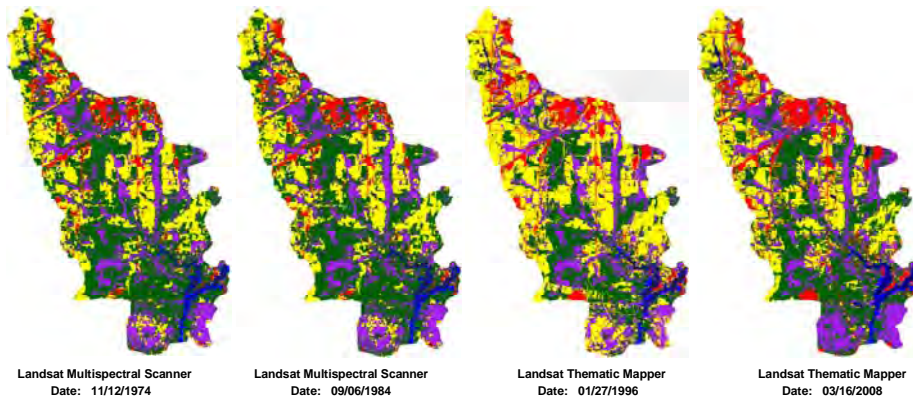 Landsat Multispectral Scanner
Date: 11/12/1974
Landsat Multispectral Scanner
Date: 09/06/1984
Landsat Thematic Mapper
Date: 01/27/1996
Landsat Thematic Mapper
Date: 03/16/2008